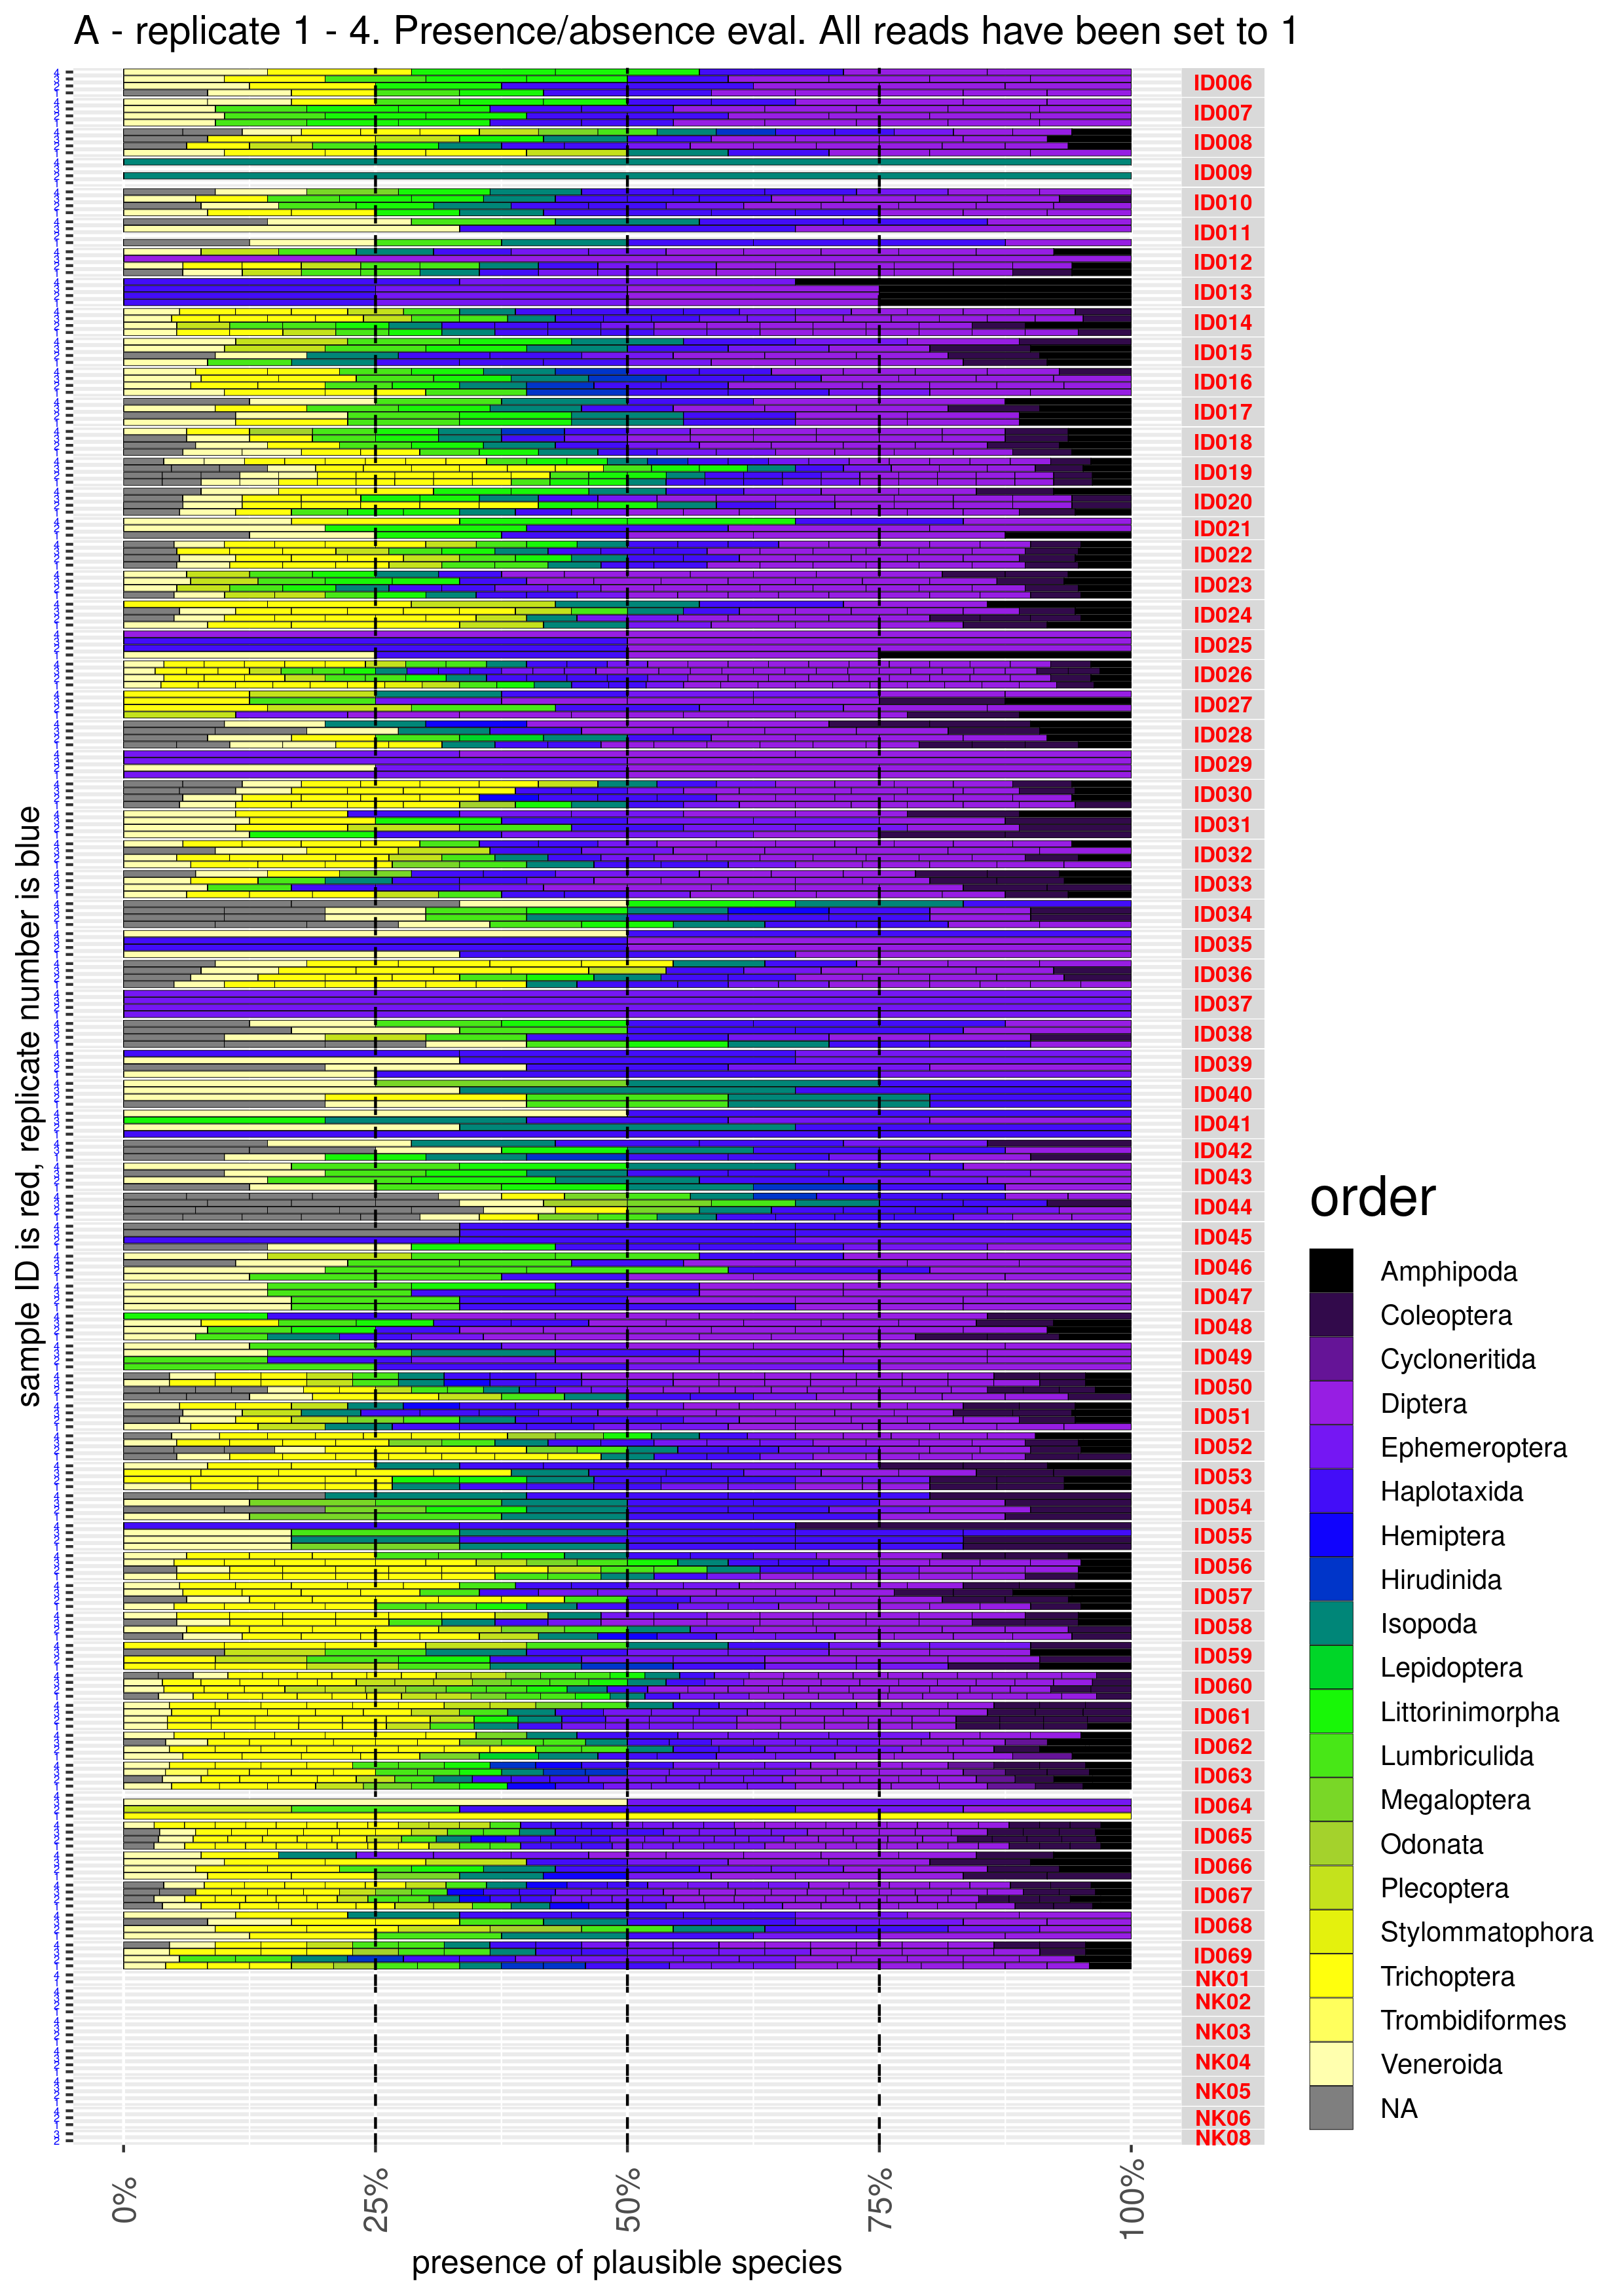 A - replicate 1 - 4. Presence/absence eval. All reads have been set to 1
sample ID is red, replicate number is blue
ID006
ID007
ID008
ID009
ID010
ID011
ID012
ID013
ID014
ID015
ID016
ID017
ID018
ID019
ID020
ID021
ID022
ID023
ID024
ID025
ID026
ID027
ID028
ID029
ID030
ID031
ID032
ID033
ID034
ID035
ID036
ID037
ID038
ID039
ID040
ID041
ID042
ID043
ID044
ID045
ID046
ID047
ID048
ID049
ID050
ID051
ID052
ID053
ID054
ID055
ID056
ID057
ID058
ID059
ID060
ID061
ID062
ID063
ID064
ID065
ID066
ID067
ID068
ID069
NK01
NK02
NK03
NK04
NK05
NK06
NK08
0%
25%
50%
75%
100%
presence of plausible species
order
Amphipoda
Coleoptera
Cycloneritida
Diptera
Ephemeroptera
Haplotaxida
Hemiptera
Hirudinida
Isopoda
Lepidoptera
Littorinimorpha
Lumbriculida
Megaloptera
Odonata
Plecoptera
Stylommatophora
Trichoptera
Trombidiformes
Veneroida
NA